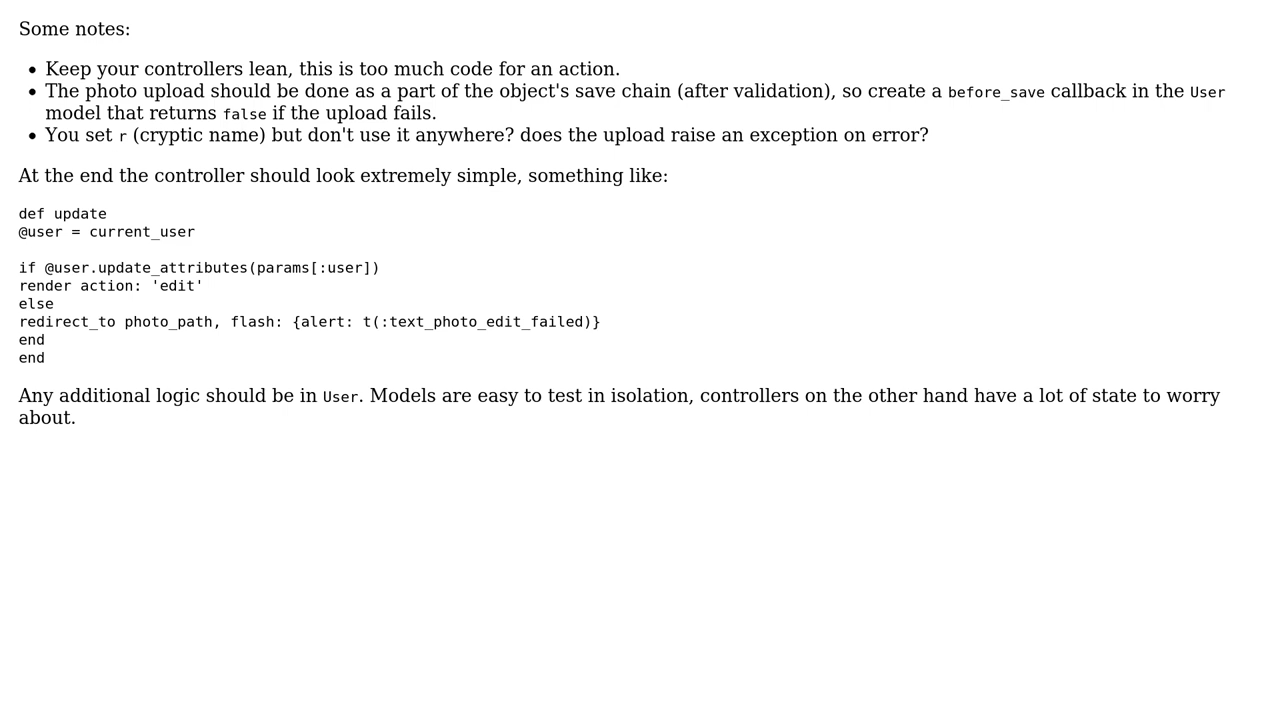 Some notes:
• Keep your controllers lean, this is too much code for an action.
• The photo upload should be done as a part of the object's save chain (after validation), so create a before_save callback in the User
model that returns false if the upload fails.
• You set r (cryptic name) but don't use it anywhere? does the upload raise an exception on error?
At the end the controller should look extremely simple, something like:
def update
@user = current_user
if @user.update_attributes(params[:user])
render action: 'edit'
else
redirect_to photo_path, flash: {alert: t(:text_photo_edit_failed)}
end
end
Any additional logic should be in User. Models are easy to test in isolation, controllers on the other hand have a lot of state to worry
about.